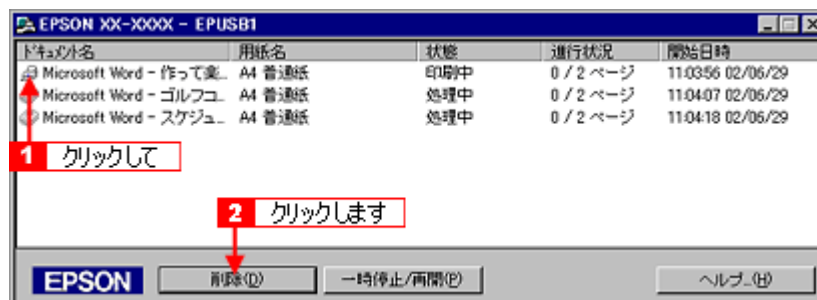 EPSON XX-XXXX - EPUSB1
ドキュメント名 用紙名 状態 進行状況 開始日時
Microsoft Word - 作って楽... A4 普通紙 印刷中 0 / 2 ページ 11:03:56 02/06/29
Microsoft Word - ゴルフコ... A4 普通紙 処理中 0 / 2 ページ 11:04:07 02/06/29
Microsoft Word - スケジュ... A4 普通紙 処理中 0 / 2 ページ 11:04:18 02/06/29
1 クリックして
2 クリックします
EPSON 削除(D) 一時停止/再開(P) ヘルプ...(H)